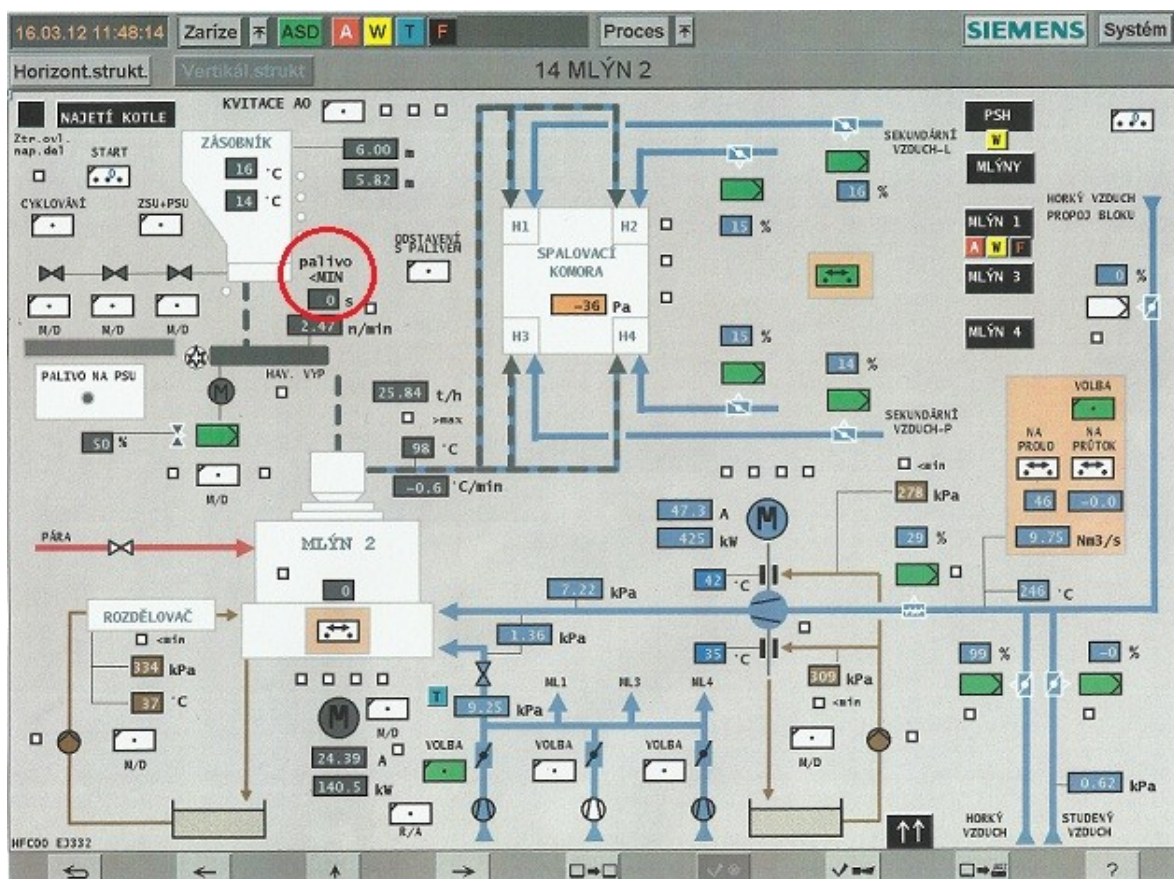 16.03.12 11:48:14 Zaríze ASD A W T F Proces SIEMENS Systém
Horizont.strukt. Vertikál.strukt 14 MLÝN 2
NAJETÍ KOTLE
KVITACE AO
Ztr.ovl.
nap.děl
START
ZÁSOBNÍK
16 °C
14 °C
6.00 m
5.82 m
CYKLOVÁNÍ
ZSU+PSU
palivo
<MIN
0 s
2.47 n/min
ODSTAVENÍ
S PALIVEM
M/D M/D M/D
HAV. VYP
PALIVO NA PSU
M
50 %
M/D
25.84 t/h
>max
98 °C
-0.6 °C/min
H1 H2
SPALOVACÍ
KOMORA
-36 Pa
H3 H4
SEKUNDÁRNÍ
VZDUCH-L
16 %
15 %
15 %
14 %
SEKUNDÁRNÍ
VZDUCH-P
PSH
W
MLÝNY
MLÝN 1
A W F
MLÝN 3
MLÝN 4
HORKÝ VZDUCH
PROPOJ BLOKU
0 %
VOLBA
NA
NA
PRŮTOK
46 -0.0
9.75 Nm3/s
PÁRA
MLÝN 2
0
ROZDĚLOVAČ
<min
334 kPa
37 °C
M/D
M
M/D
24.39 A
140.5 kW
R/A
T
7.22 kPa
1.36 kPa
9.25 kPa
ML1 ML3 ML4
VOLBA VOLBA VOLBA
47.3 A
425 kW
M
42 °C
35 °C
<min
278 kPa
29 %
309 kPa
<min
M/D
246 °C
99 %
-0 %
0.62 kPa
HORKÝ
VZDUCH
STUDENÝ
VZDUCH
HFC00 EJ332
?